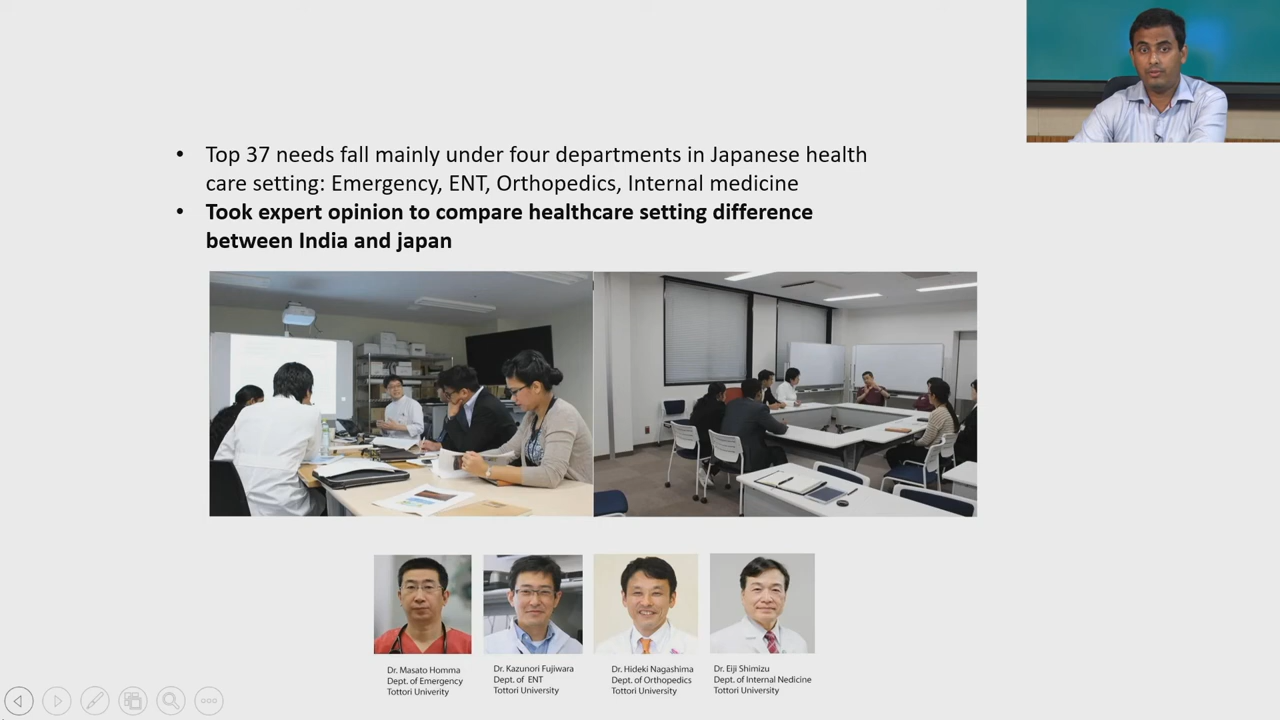 • Top 37 needs fall mainly under four departments in Japanese health
care setting: Emergency, ENT, Orthopedics, Internal medicine
• Took expert opinion to compare healthcare setting difference
between India and japan
Dr. Masato Homma
Dept. of Emergency
Tottori Univerity
Dr. Kazunori Fujiwara
Dept. of  ENT
Tottori University
Dr. Hideki Nagashima
Dept. of Orthopedics
Tottori University
Dr. Eiji Shimizu
Dept. of Internal Medicine
Tottori University